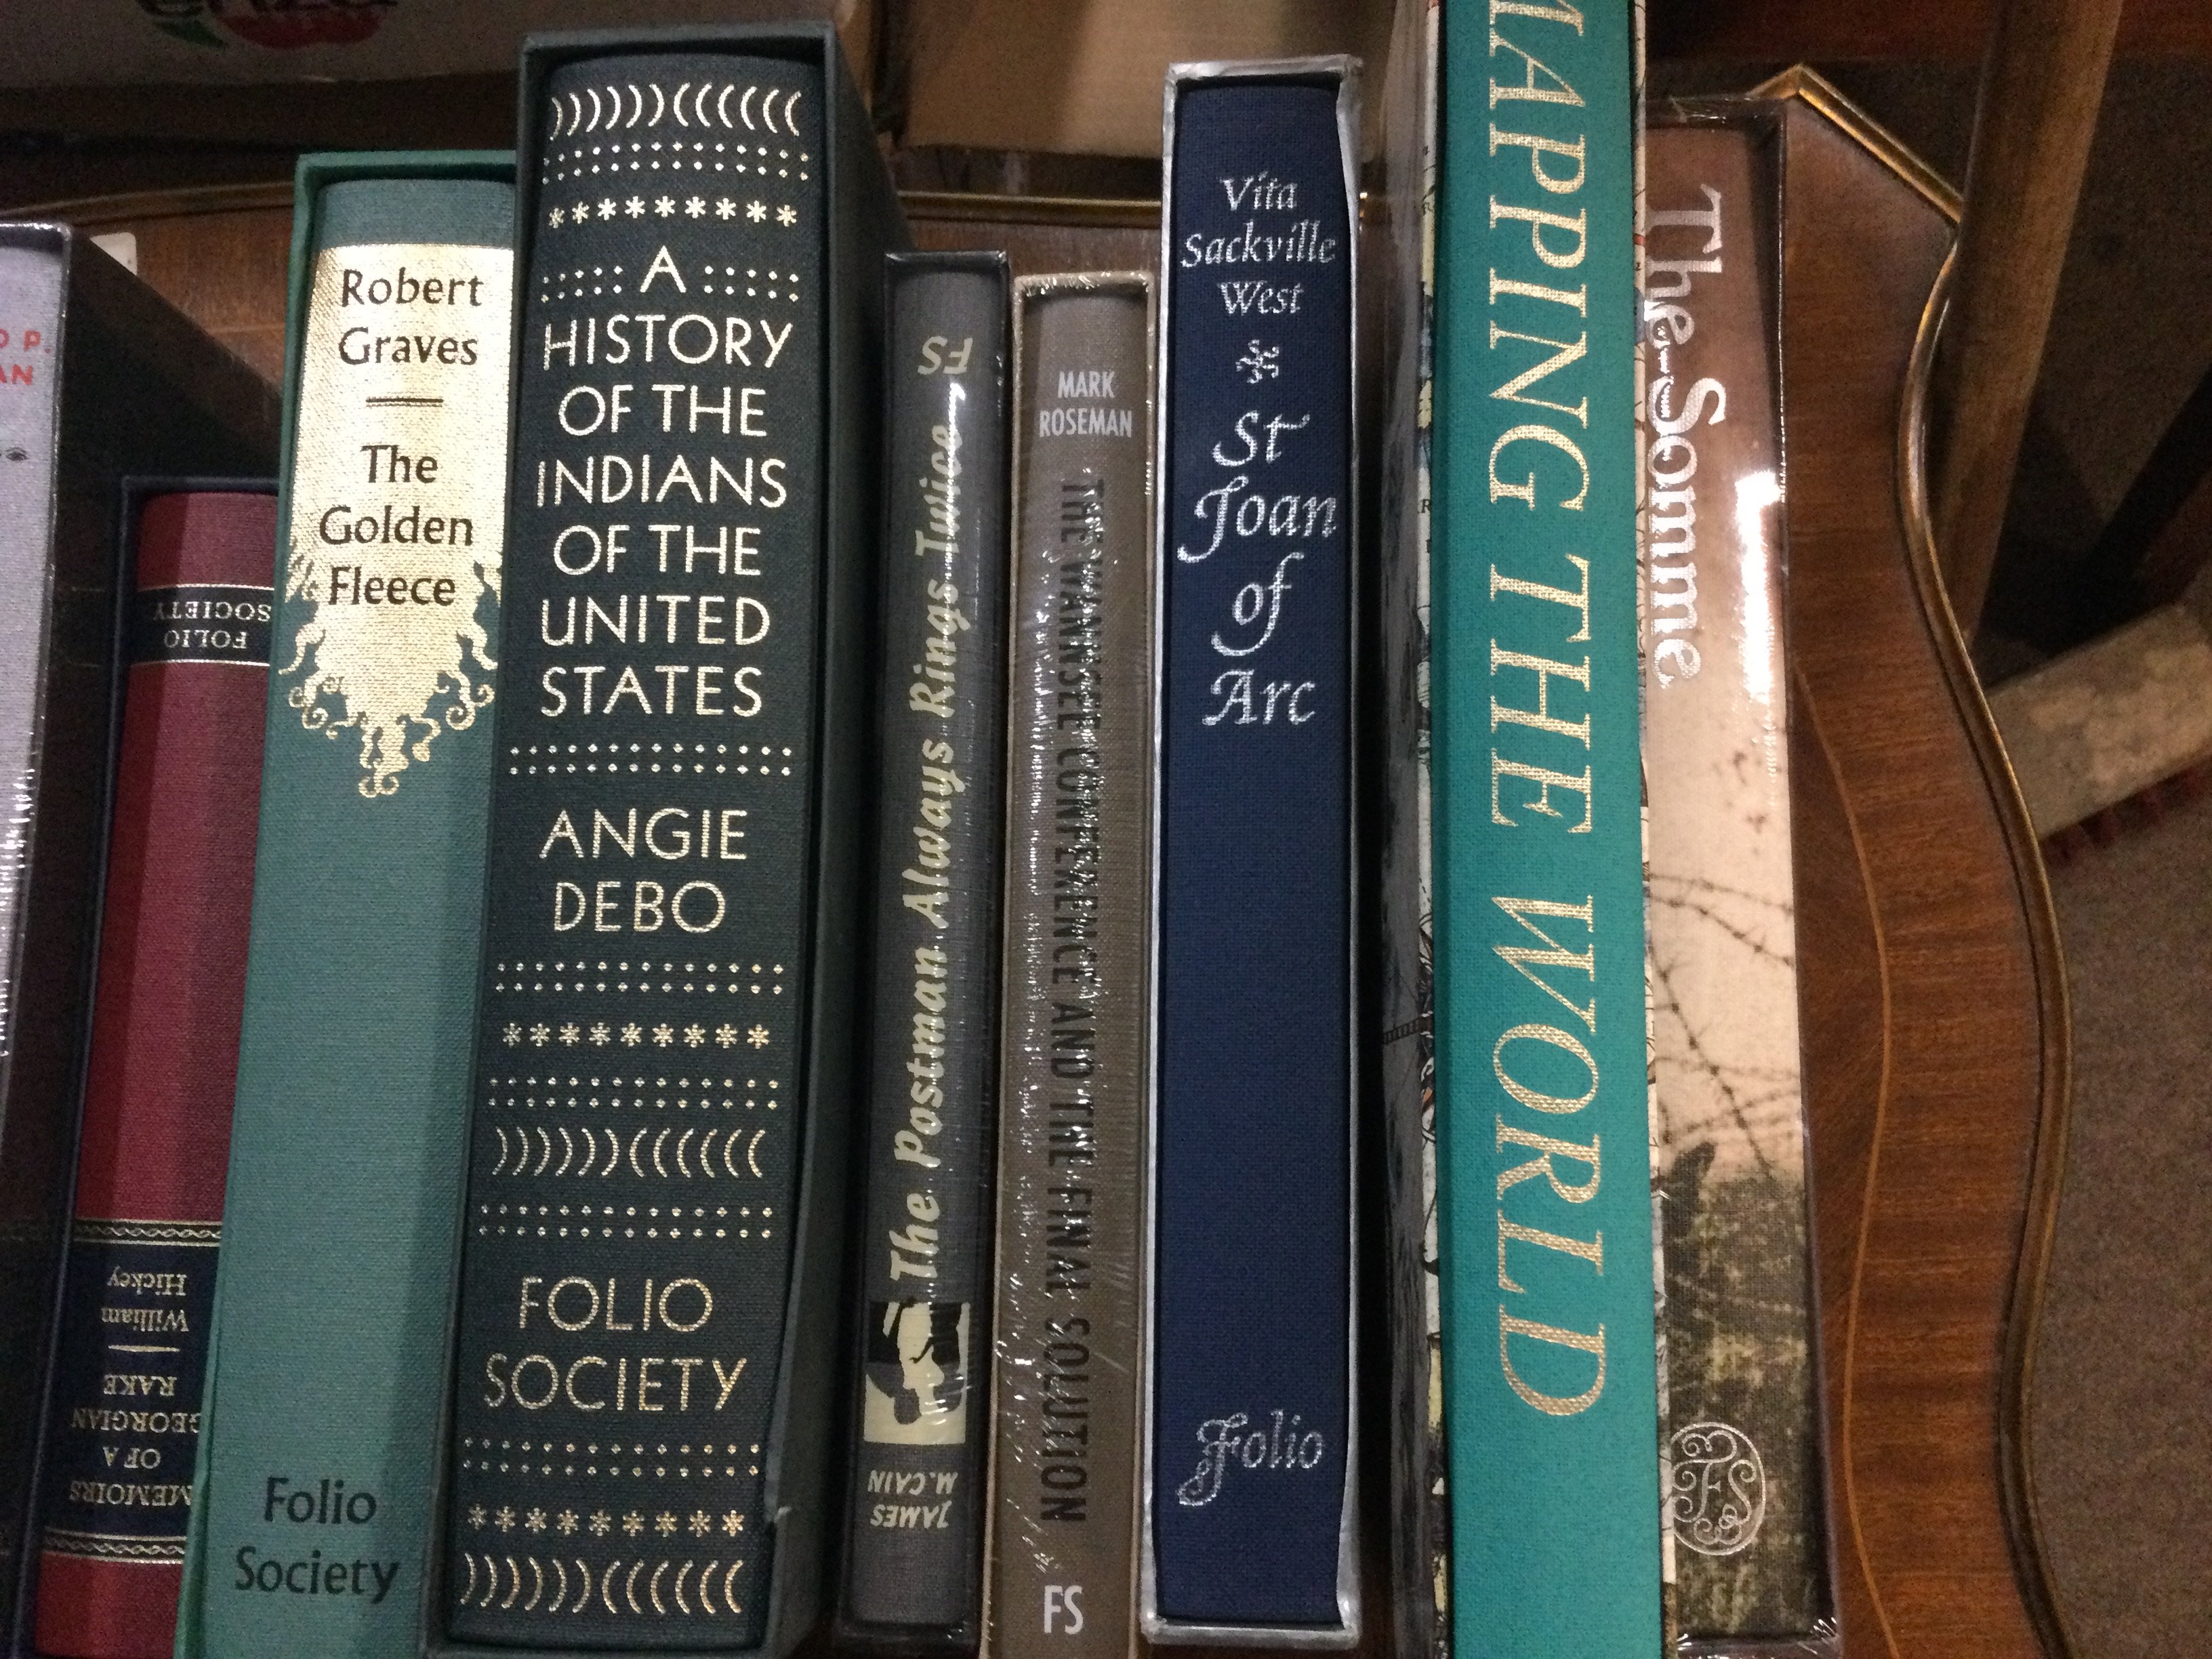 D P.
AN
MEMOIRS
OF A
GEORGIAN
RAKE
William
Hickey
FOLIO
SOCIETY
Robert
Graves
The
Golden
Fleece
Folio
Society
A
HISTORY
OF THE
INDIANS
OF THE
UNITED
STATES
ANGIE
DEBO
FOLIO
SOCIETY
JAMES
M. CAIN
The Postman Always Rings Twice
FS
MARK
ROSEMAN
THE WANNSEE CONFERENCE AND THE FINAL SOLUTION
FS
Vita
Sackville
West
St
Joan
of
Arc
Folio
MAPPING THE WORLD
The Somme
FS